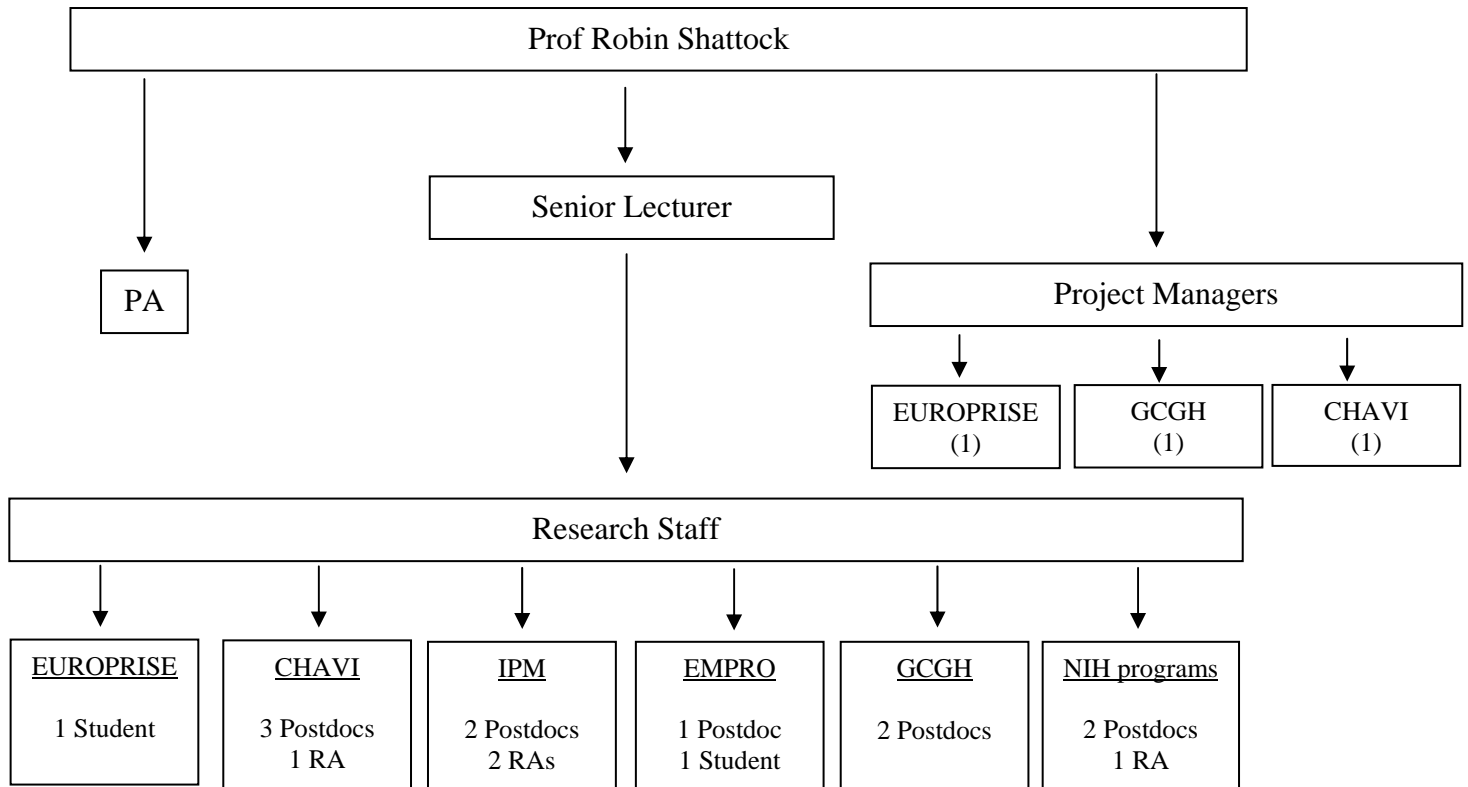 Prof Robin Shattock
Senior Lecturer
PA
Project Managers
EUROPRISE
(1)
GCGH
(1)
CHAVI
(1)
Research Staff
EUROPRISE
1 Student
CHAVI
3 Postdocs
1 RA
IPM
2 Postdocs
2 RAs
EMPRO
1 Postdoc
1 Student
GCGH
2 Postdocs
NIH programs
2 Postdocs
1 RA